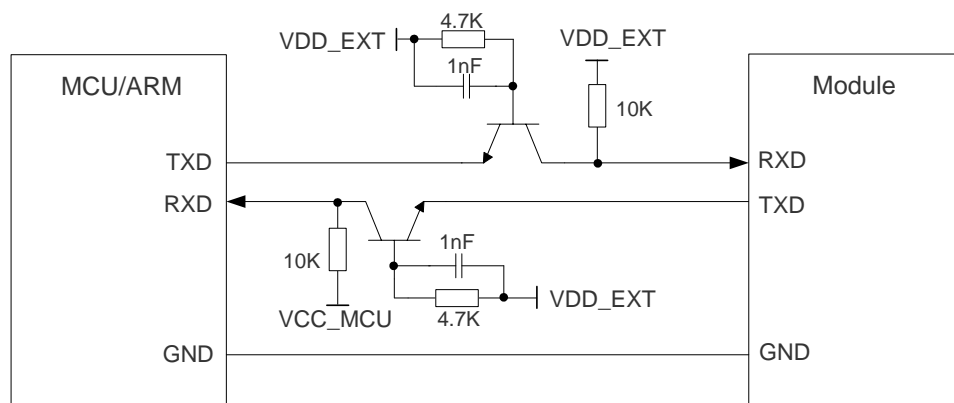 4.7K
VDD_EXT
VDD_EXT
1nF
MCU/ARM
Module
10K
TXD
RXD
RXD
TXD
1nF
10K
VDD_EXT
VCC_MCU
4.7K
GND
GND